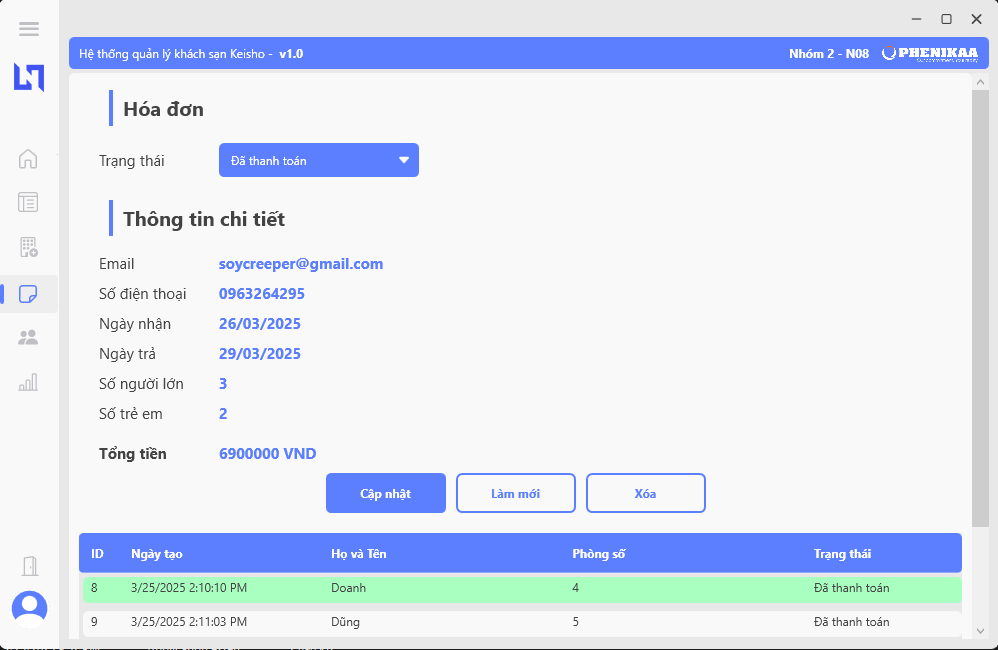 Hệ thống quản lý khách sạn Keisho - v1.0
Nhóm 2 - N08
PHENIKAA
Hóa đơn
Trạng thái
Đã thanh toán
Thông tin chi tiết
Email soycreeper@gmail.com
Số điện thoại 0963264295
Ngày nhận 26/03/2025
Ngày trả 29/03/2025
Số người lớn 3
Số trẻ em 2
Tổng tiền 6900000 VND
Cập nhật Làm mới Xóa
ID Ngày tạo Họ và Tên Phòng số Trạng thái
8 3/25/2025 2:10:10 PM Doanh 4 Đã thanh toán
9 3/25/2025 2:11:03 PM Dũng 5 Đã thanh toán